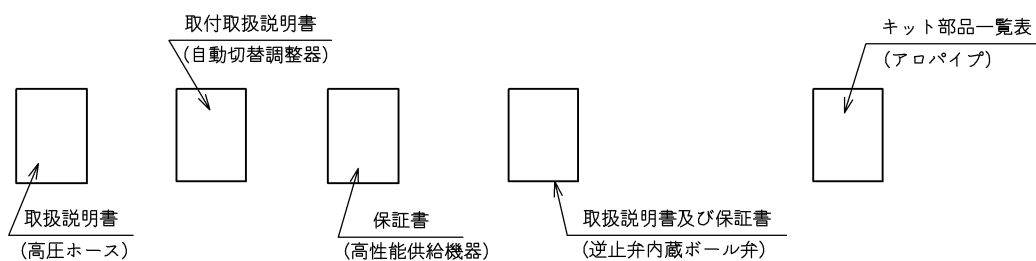 取付取扱説明書
(自動切替調整器)
キット部品一覧表
(アロパイプ)
取扱説明書
(高圧ホース)
保証書
(高性能供給機器)
取扱説明書及び保証書
(逆止弁内蔵ボール弁)